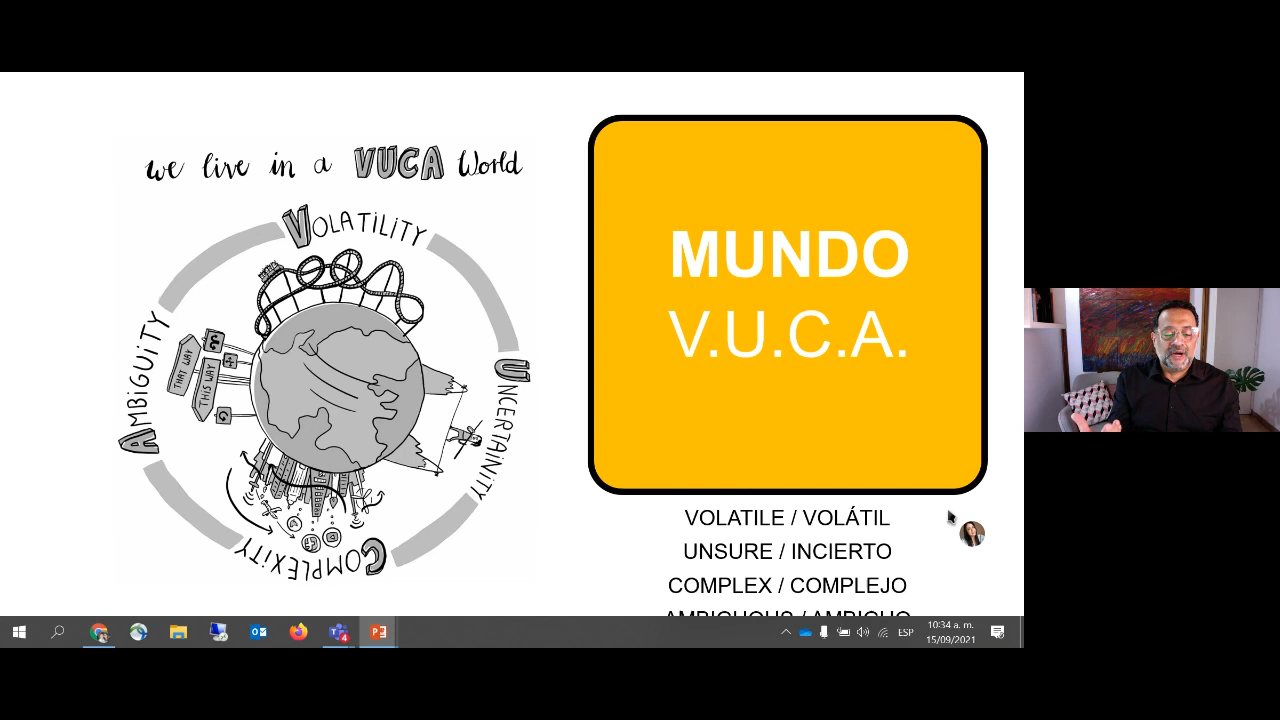 we live in a VUCA World
VOLATILITY
UNCERTAINITY
COMPLEXITY
AMBIGUITY
THAT WAY
THIS WAY
MUNDO
V.U.C.A.
VOLATILE / VOLÁTIL
UNSURE / INCIERTO
COMPLEX / COMPLEJO
ESP
10:34 a. m.
15/09/2021
4